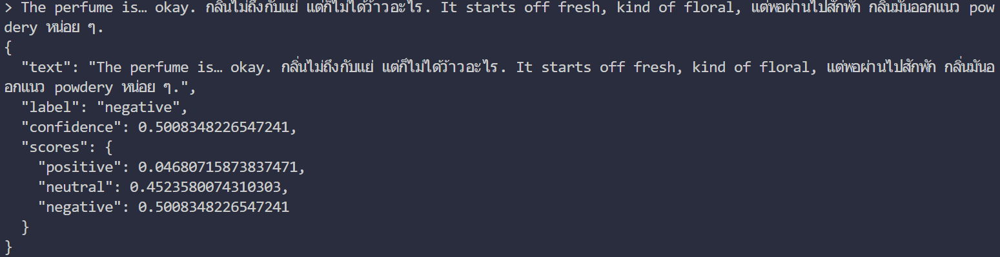 > The perfume is… okay. กลิ่นไม่ถึงกับแย่ แต่ก็ไม่ได้ว้าวอะไร. It starts off fresh, kind of floral, แต่พอผ่านไปสักพัก กลิ่นมันออกแนว pow
dery หน่อย ๆ.
{
  "text": "The perfume is… okay. กลิ่นไม่ถึงกับแย่ แต่ก็ไม่ได้ว้าวอะไร. It starts off fresh, kind of floral, แต่พอผ่านไปสักพัก กลิ่นมันอ
อกแนว powdery หน่อย ๆ.",
  "label": "negative",
  "confidence": 0.5008348226547241,
  "scores": {
    "positive": 0.04680715873837471,
    "neutral": 0.4523580074310303,
    "negative": 0.5008348226547241
  }
}